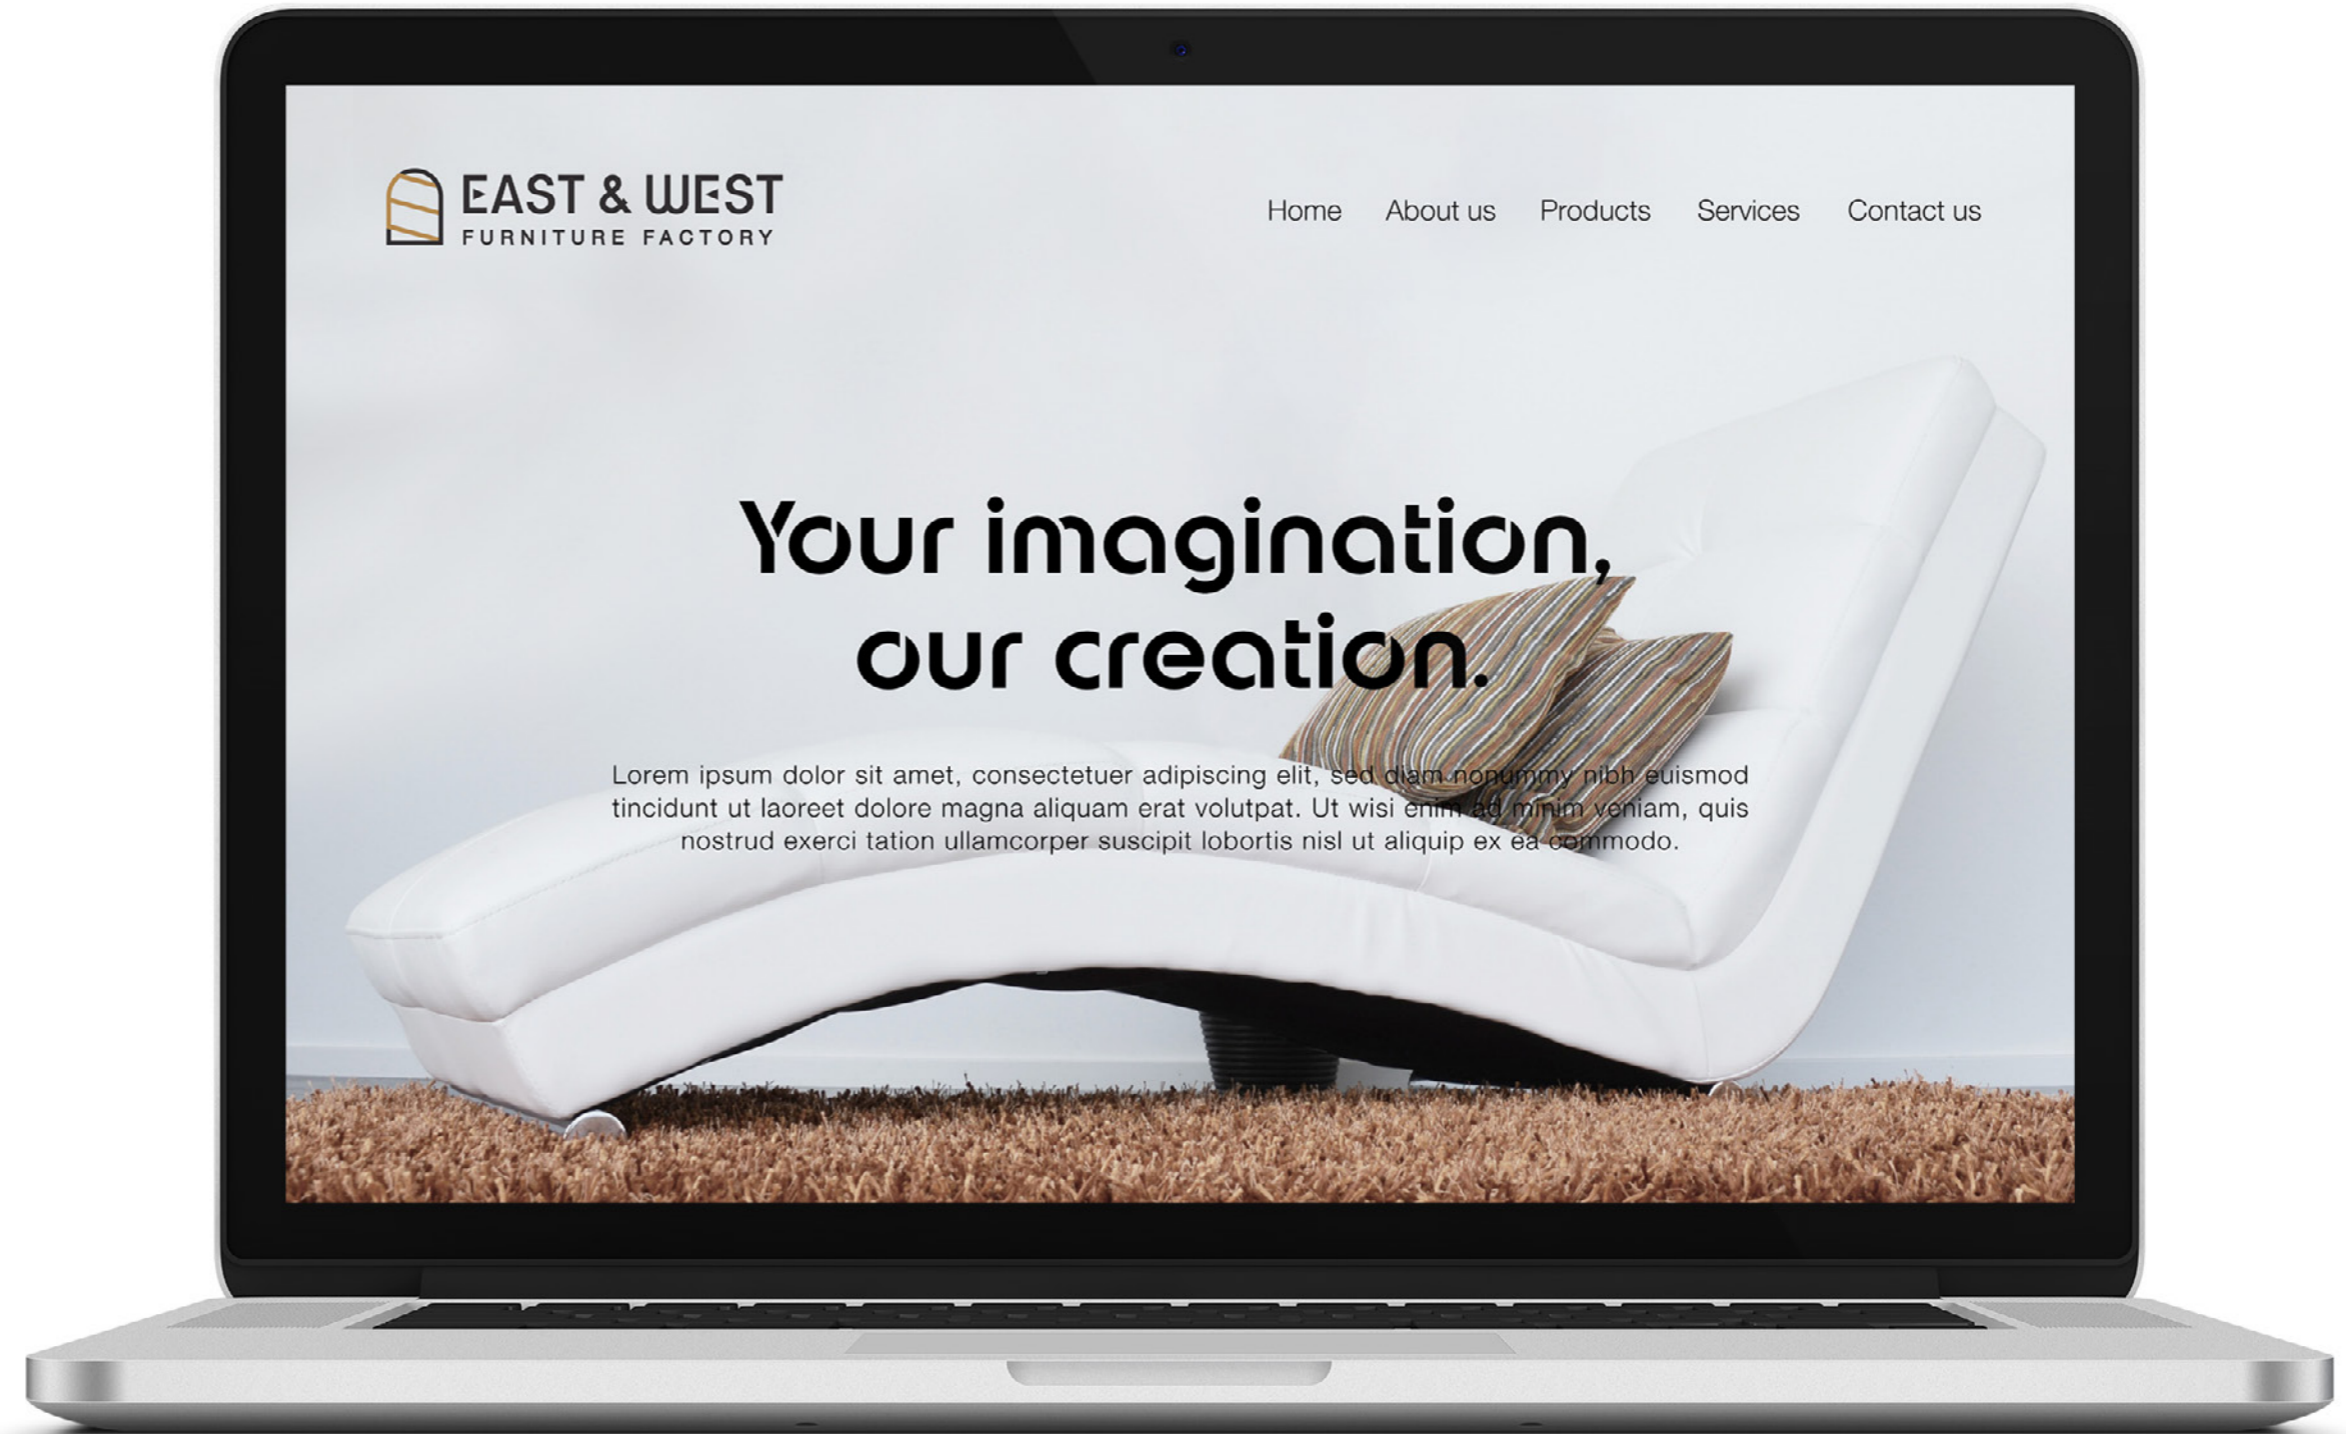 EAST & WEST
FURNITURE FACTORY
Home About us Products Services Contact us
Your imagination,
our creation.
Lorem ipsum dolor sit amet, consectetuer adipiscing elit, sed diam nonummy nibh euismod
tincidunt ut laoreet dolore magna aliquam erat volutpat. Ut wisi enim ad minim veniam, quis
nostrud exerci tation ullamcorper suscipit lobortis nisl ut aliquip ex ea commodo.